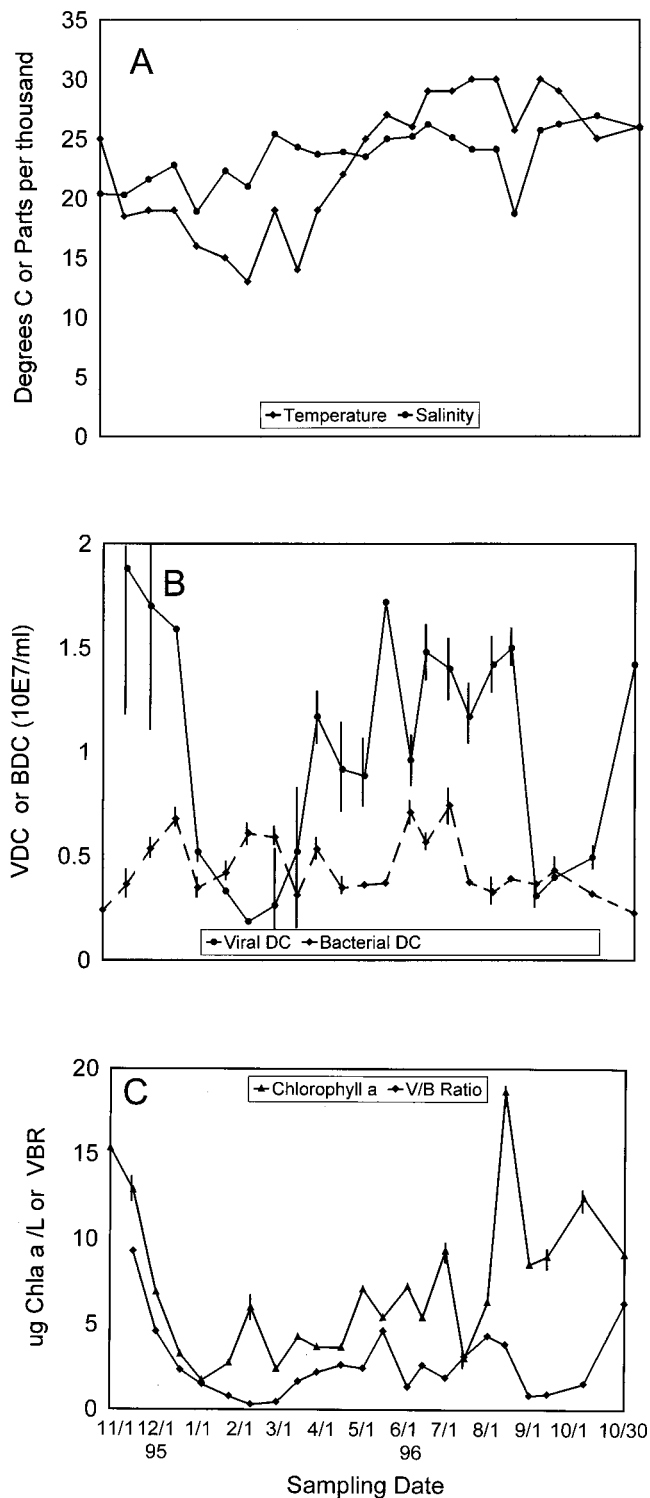 A
35
30
25
20
15
10
5
0
Degrees C or Parts per thousand
Temperature Salinity
B
2
1.5
1
0.5
0
VDC or BDC (10E7/ml)
Viral DC Bacterial DC
C
20
15
10
5
0
ug Chla a /L or VBR
Chlorophyll a V/B Ratio
11/1 12/1 1/1 2/1 3/1 4/1 5/1 6/1 7/1 8/1 9/1 10/1 10/30
95 96
Sampling Date